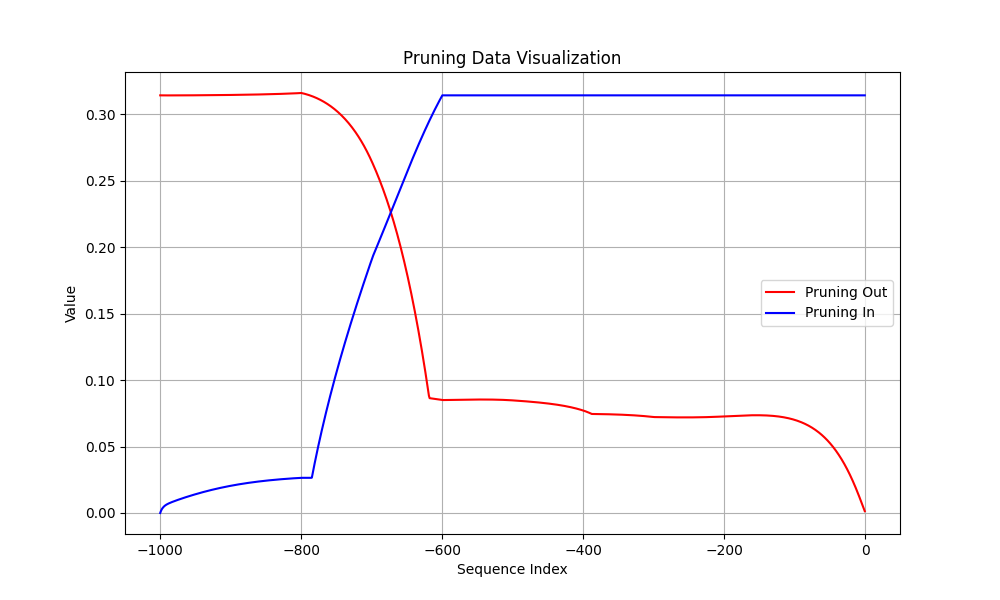 Pruning Data Visualization
Value
0.30
0.25
0.20
0.15
0.10
0.05
0.00
Pruning Out
Pruning In
−1000
−800
−600
−400
−200
0
Sequence Index